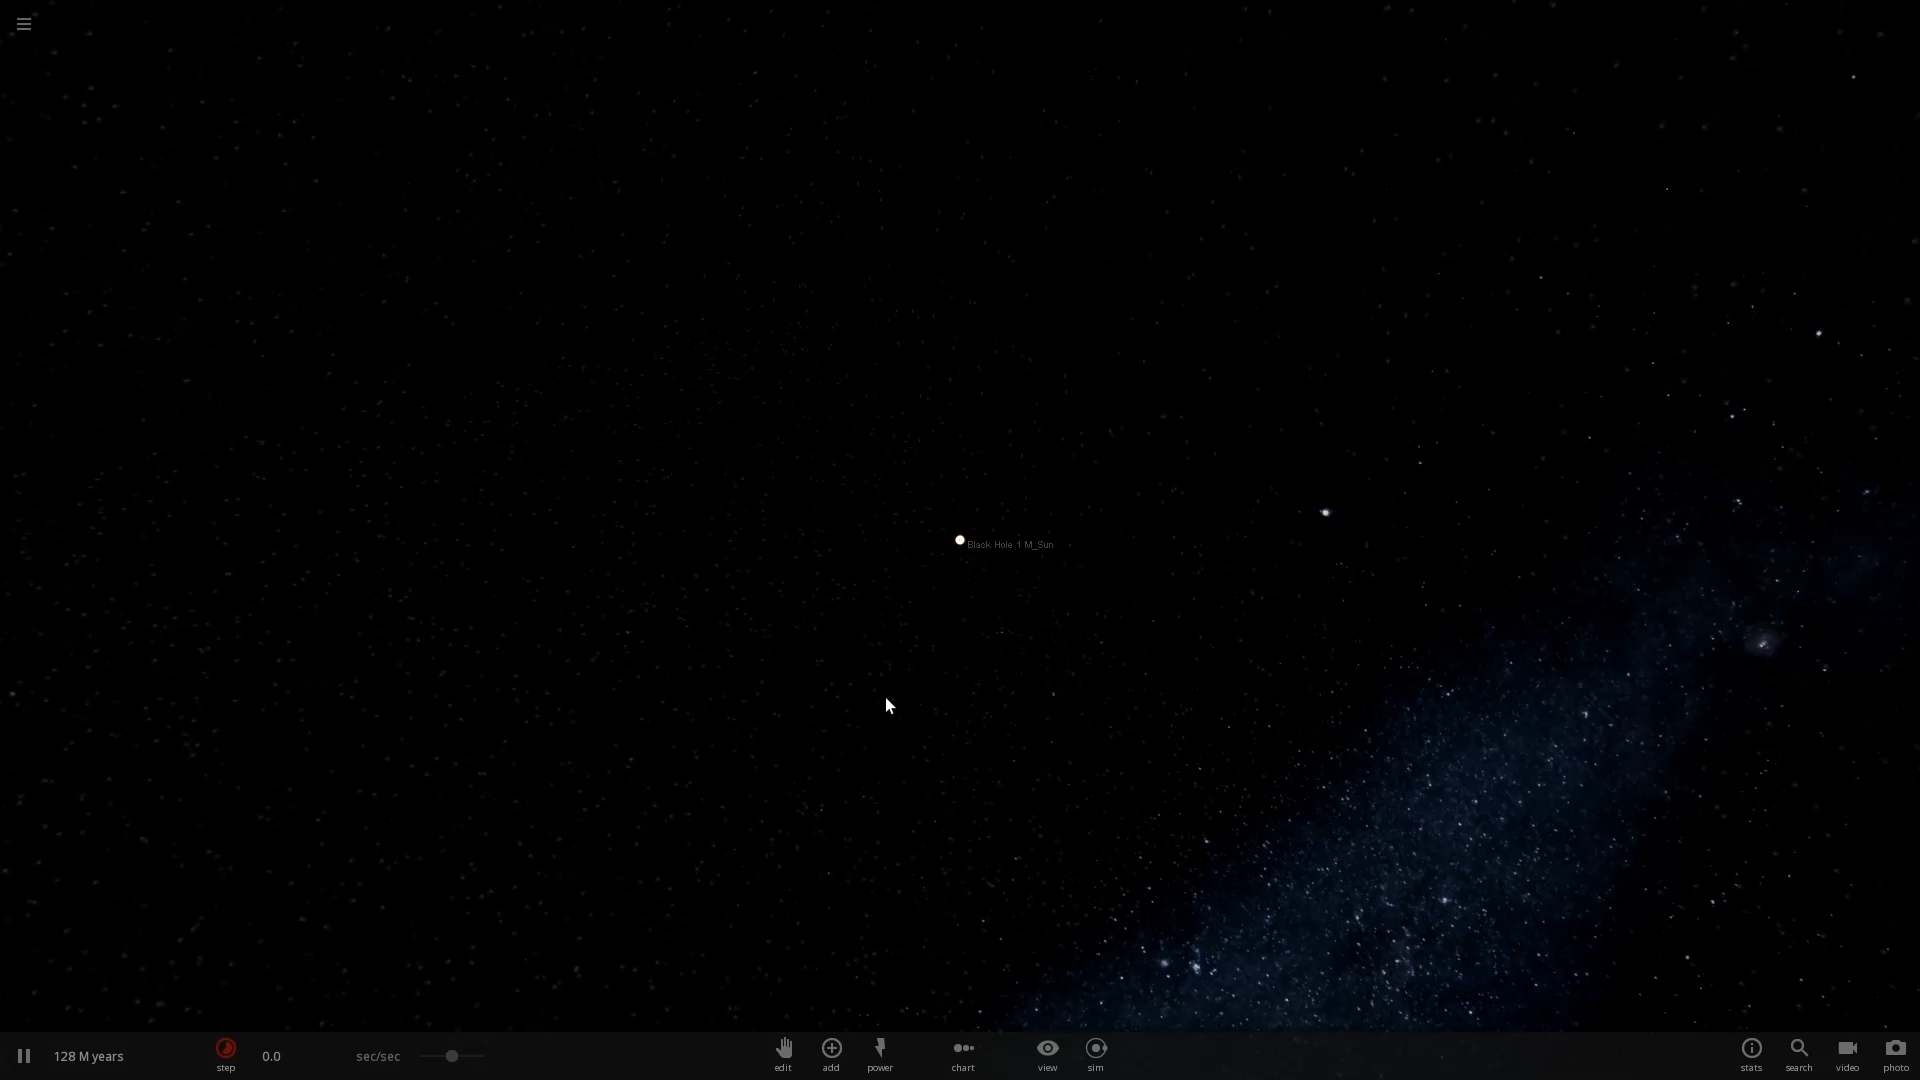 Black Hole 1 M_Sun
128 M years
step
0.0
sec/sec
edit
add
power
chart
view
sim
stats
search
video
photo